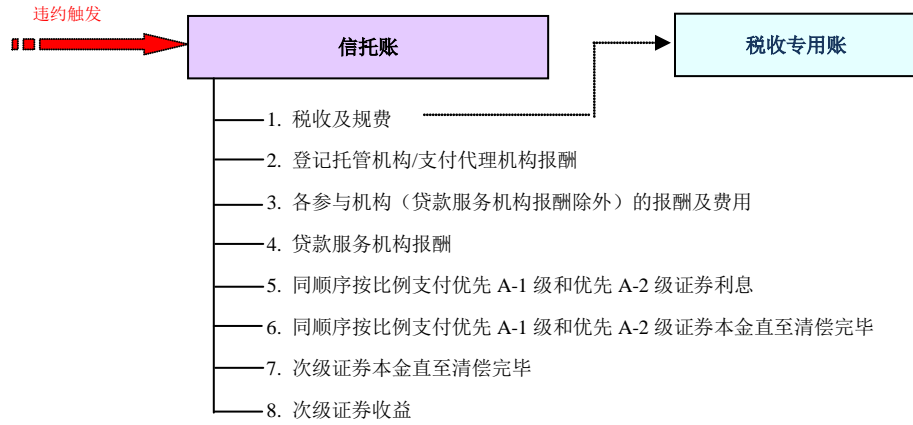 违约触发
信托账
税收专用账
1. 税收及规费
2. 登记托管机构/支付代理机构报酬
3. 各参与机构（贷款服务机构报酬除外）的报酬及费用
4. 贷款服务机构报酬
5. 同顺序按比例支付优先 A-1 级和优先 A-2 级证券利息
6. 同顺序按比例支付优先 A-1 级和优先 A-2 级证券本金直至清偿完毕
7. 次级证券本金直至清偿完毕
8. 次级证券收益